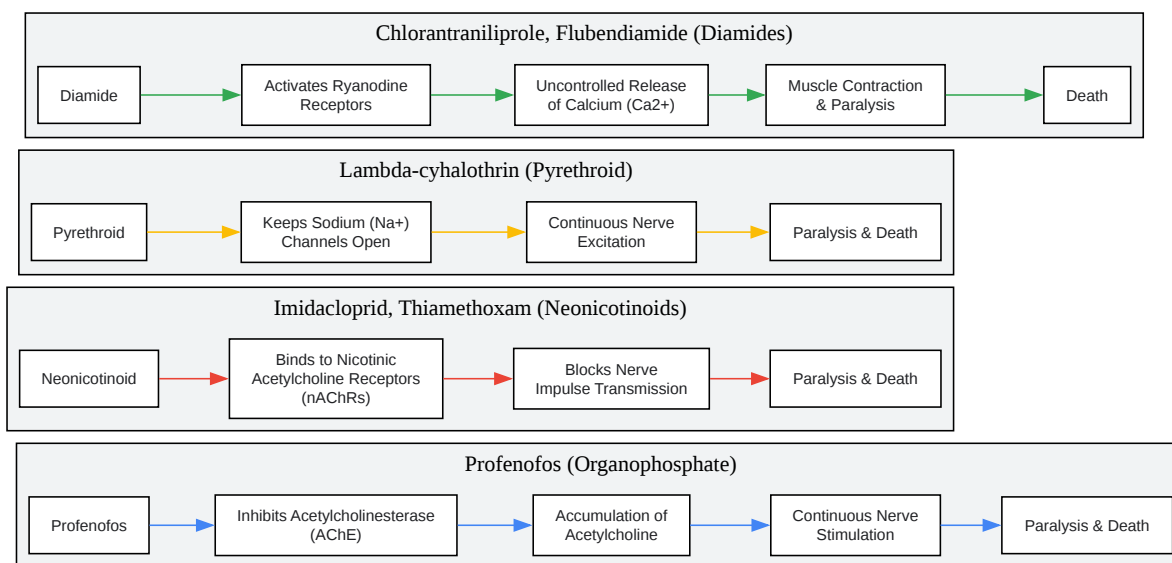 Chlorantraniliprole, Flubendiamide (Diamides)
Diamide
Activates Ryanodine
Receptors
Uncontrolled Release
of Calcium (Ca2+)
Muscle Contraction
& Paralysis
Death
Lambda-cyhalothrin (Pyrethroid)
Pyrethroid
Keeps Sodium (Na+)
Channels Open
Continuous Nerve
Excitation
Paralysis & Death
Imidacloprid, Thiamethoxam (Neonicotinoids)
Neonicotinoid
Binds to Nicotinic
Acetylcholine Receptors
(nAChRs)
Blocks Nerve
Impulse Transmission
Paralysis & Death
Profenofos (Organophosphate)
Profenofos
Inhibits Acetylcholinesterase
(AChE)
Accumulation of
Acetylcholine
Continuous Nerve
Stimulation
Paralysis & Death